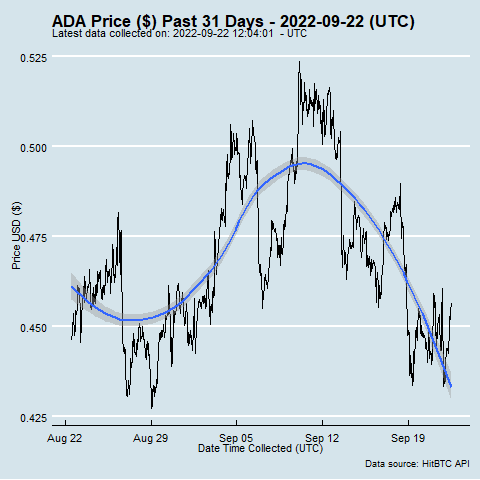 ADA Price ($) Past 31 Days - 2022-09-22 (UTC)
Latest data collected on: 2022-09-22 12:04:01 - UTC
0.525
0.500
0.475
0.450
0.425
Price USD ($)
Aug 22 Aug 29 Sep 05 Sep 12 Sep 19
Date Time Collected (UTC)
Data source: HitBTC API